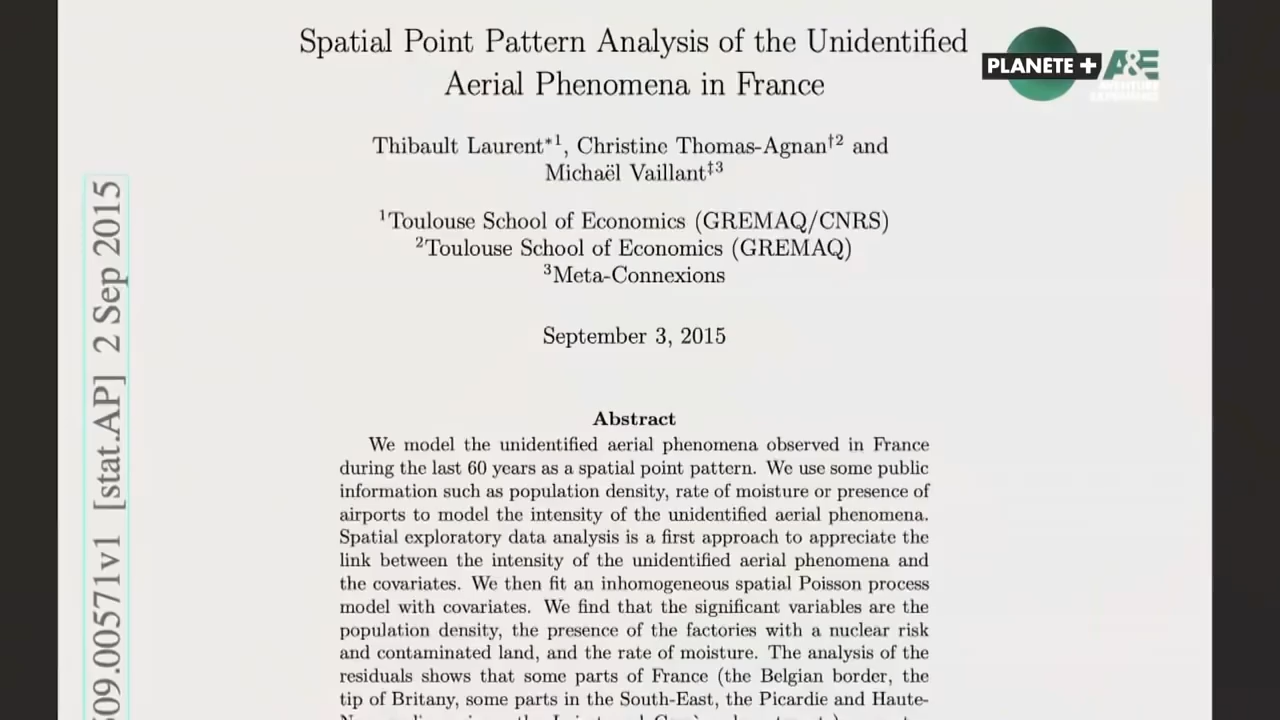 Spatial Point Pattern Analysis of the Unidentified
Aerial Phenomena in France
PLANETE +
A&E
Thibault Laurent*1, Christine Thomas-Agnan†2 and
Michaël Vaillant‡3
1Toulouse School of Economics (GREMAQ/CNRS)
2Toulouse School of Economics (GREMAQ)
3Meta-Connexions
September 3, 2015
Abstract
We model the unidentified aerial phenomena observed in France
during the last 60 years as a spatial point pattern. We use some public
information such as population density, rate of moisture or presence of
airports to model the intensity of the unidentified aerial phenomena.
Spatial exploratory data analysis is a first approach to appreciate the
link between the intensity of the unidentified aerial phenomena and
the covariates. We then fit an inhomogeneous spatial Poisson process
model with covariates. We find that the significant variables are the
population density, the presence of the factories with a nuclear risk
and contaminated land, and the rate of moisture. The analysis of the
residuals shows that some parts of France (the Belgian border, the
tip of Britany, some parts in the South-East, the Picardie and Haute-
509.00571v1 [stat.AP] 2 Sep 2015